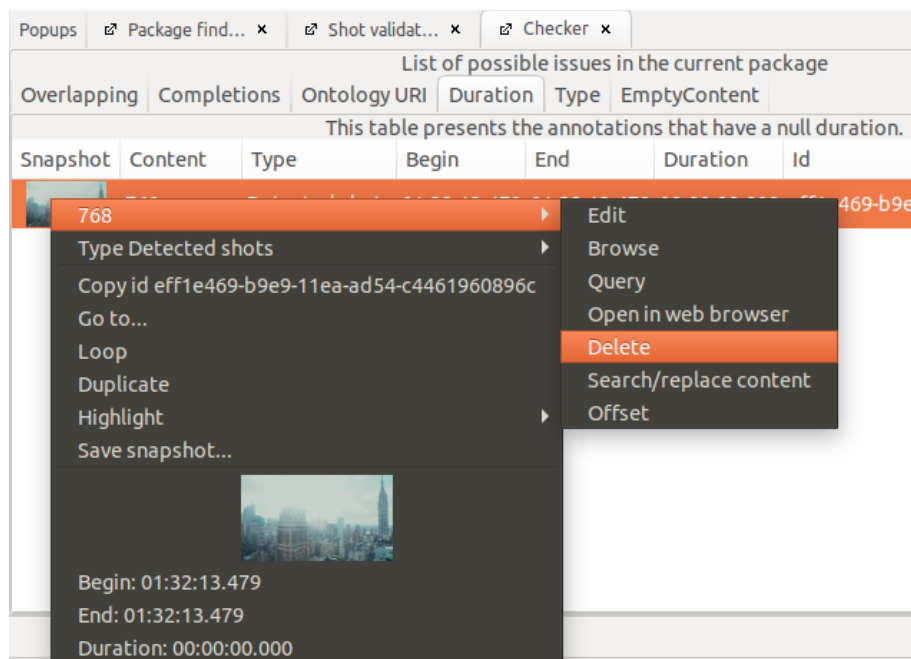 Popups Package find... × Shot validat... × Checker ×
List of possible issues in the current package
Overlapping Completions Ontology URI Duration Type EmptyContent
This table presents the annotations that have a null duration.
Snapshot Content Type Begin End Duration Id
469-b9e
768
Type Detected shots
Copy id eff1e469-b9e9-11ea-ad54-c4461960896c
Go to...
Loop
Duplicate
Highlight
Save snapshot...
Begin: 01:32:13.479
End: 01:32:13.479
Duration: 00:00:00.000
Edit
Browse
Query
Open in web browser
Delete
Search/replace content
Offset